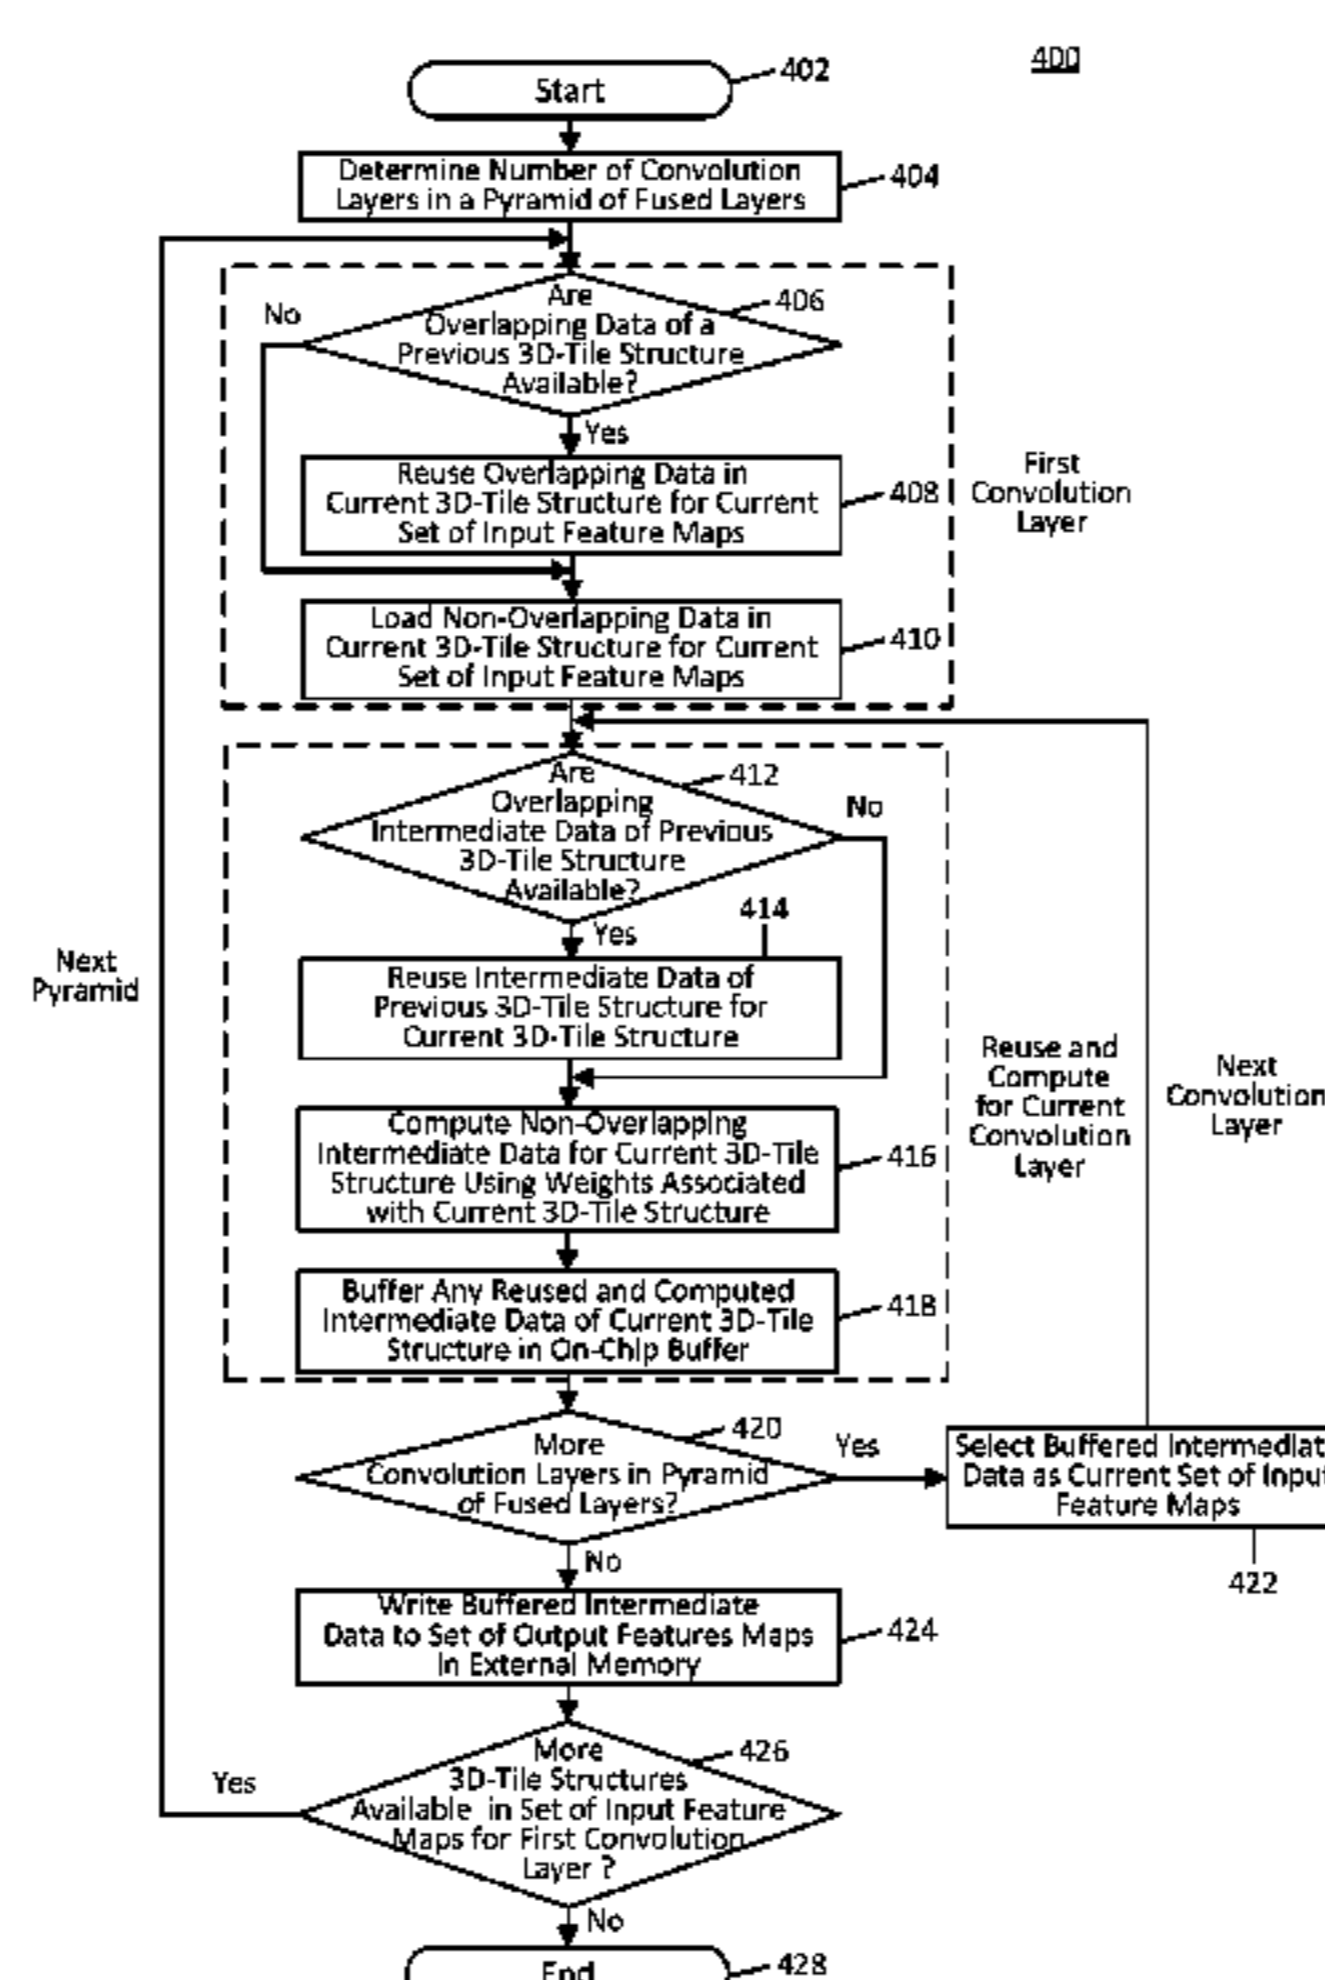 400
Start
402
Determine Number of Convolution
Layers in a Pyramid of Fused Layers
404
Are
Overlapping Data of a
Previous 3D-Tile Structure
Available?
406
No
Yes
Reuse Overlapping Data in
Current 3D-Tile Structure for Current
Set of Input Feature Maps
408
First
Convolution
Layer
Load Non-Overlapping Data in
Current 3D-Tile Structure for Current
Set of Input Feature Maps
410
Are
Overlapping
Intermediate Data of Previous
3D-Tile Structure
Available?
412
No
Yes
414
Reuse Intermediate Data of
Previous 3D-Tile Structure for
Current 3D-Tile Structure
Next
Pyramid
Compute Non-Overlapping
Intermediate Data for Current 3D-Tile
Structure Using Weights Associated
with Current 3D-Tile Structure
416
Reuse and
Compute
for Current
Convolution
Layer
Next
Convolution
Layer
Buffer Any Reused and Computed
Intermediate Data of Current 3D-Tile
Structure in On-Chip Buffer
418
More
Convolution Layers in Pyramid
of Fused Layers?
420
Yes
Select Buffered Intermediat
Data as Current Set of Input
Feature Maps
422
No
Write Buffered Intermediate
Data to Set of Output Features Maps
in External Memory
424
More
3D-Tile Structures
Available in Set of Input Feature
Maps for First Convolution
Layer ?
426
Yes
No
End
428